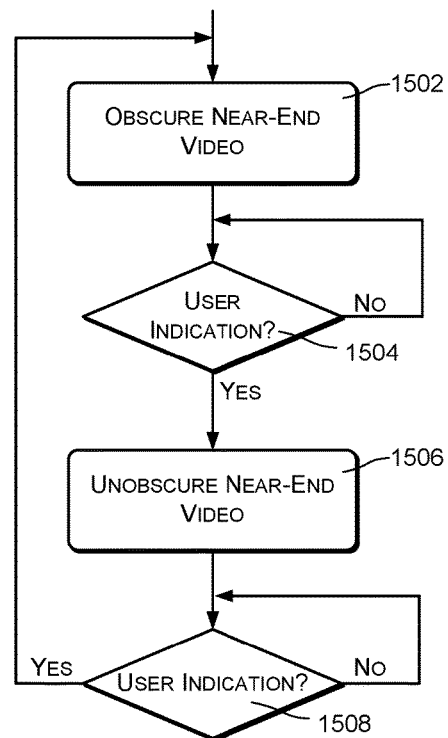 1502
OBSCURE NEAR-END
VIDEO
USER
INDICATION?
NO
1504
YES
1506
UNOBSCURE NEAR-END
VIDEO
YES
USER INDICATION?
NO
1508